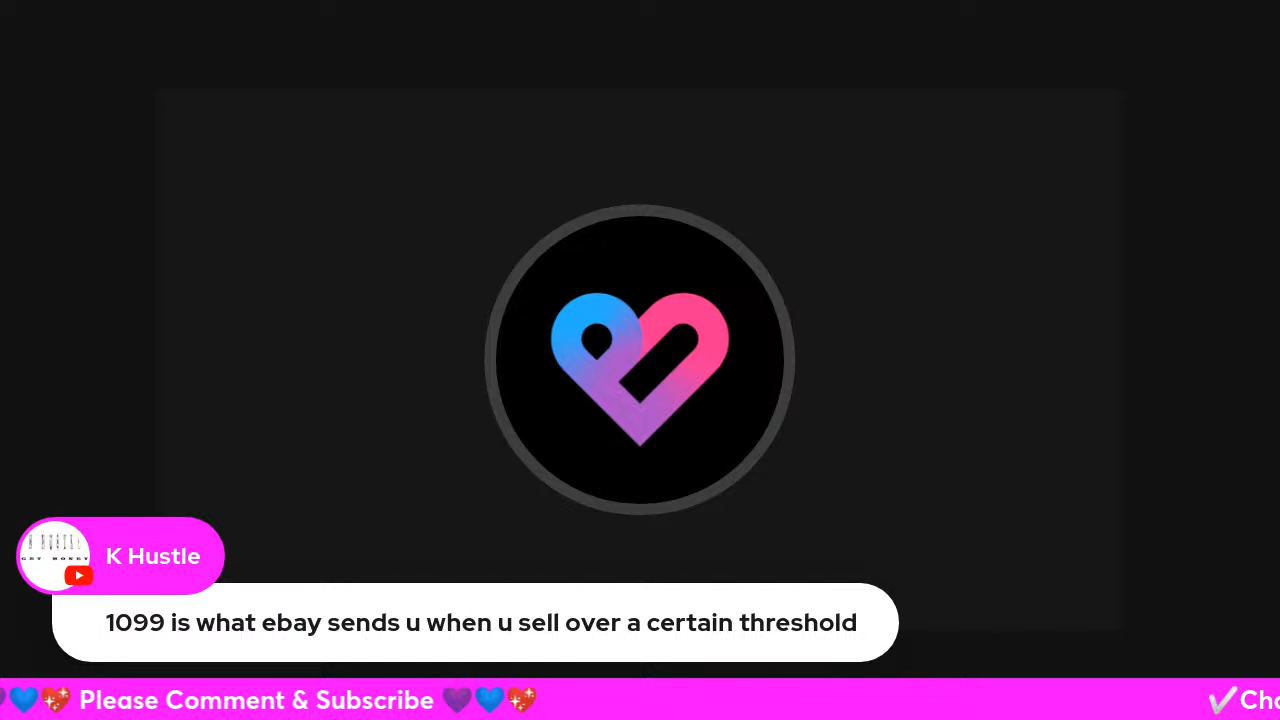 K Hustle
1099 is what ebay sends u when u sell over a certain threshold
💙💖 Please Comment & Subscribe 💜💙💖